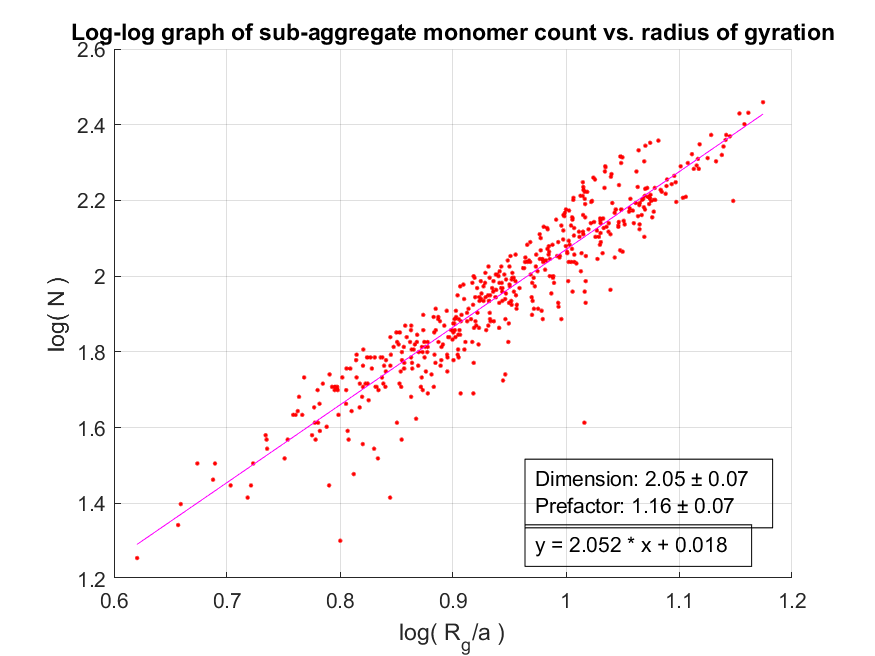 Log-log graph of sub-aggregate monomer count vs. radius of gyration
2.6
2.4
2.2
2
1.8
1.6
1.4
1.2
log( N )
Dimension: 2.05 ± 0.07
Prefactor: 1.16 ± 0.07
y = 2.052 * x + 0.018
0.6 0.7 0.8 0.9 1 1.1 1.2
log( Rg/a )